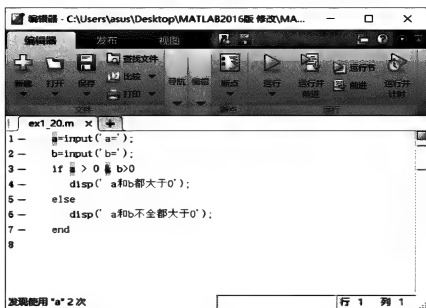 编辑器 - C:\Users\asus\Desktop\MATLAB2016版 修改\MA...
编辑器 发布 视图
新建 打开 保存 查找文件 比较 打印 导航 编辑 断点 运行 运行并前进 运行节 前进 运行并计时
文件 断点 运行
ex1_20.m
1 — a=input('a=');
2 — b=input('b=');
3 — if a > 0 & b>0
4 — disp(' a和b都大于0');
5 — else
6 — disp(' a和b不全都大于0');
7 — end
8
发现使用 "a" 2 次 行 1 列 1